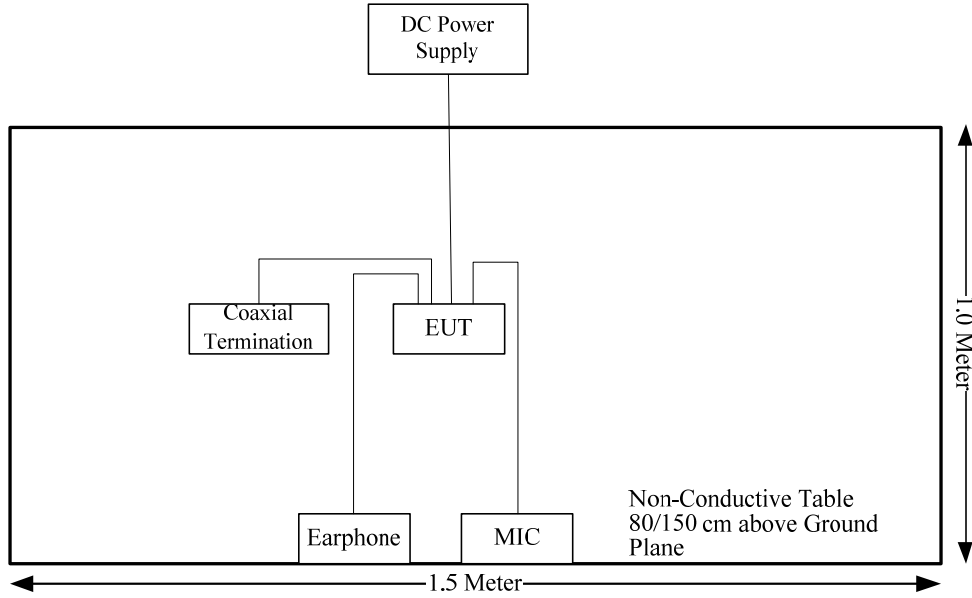 DC Power
Supply
Coaxial
Termination
EUT
1.0 Meter
Earphone
MIC
Non-Conductive Table
80/150 cm above Ground
Plane
1.5 Meter